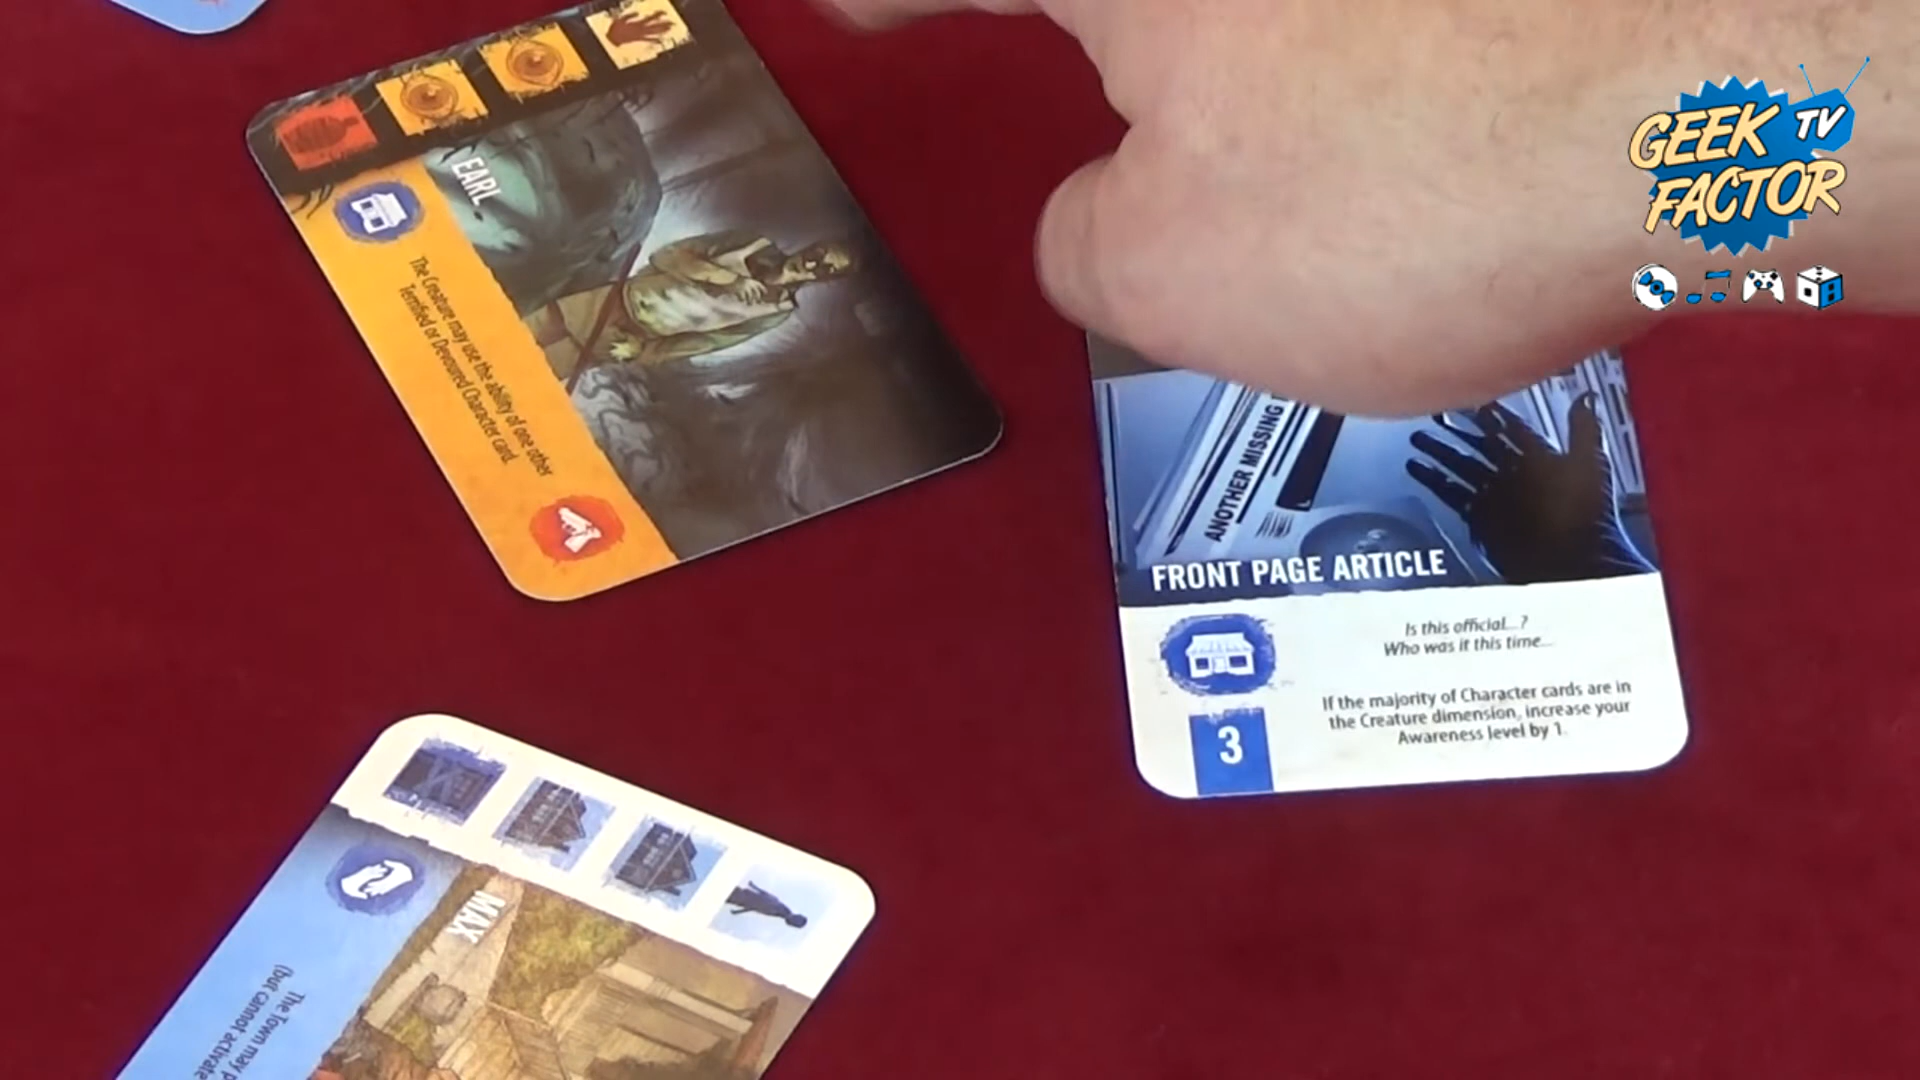 GEEK
TV
FACTOR
EARL
The Creature may use the ability of one other
Terrified or Devoured Character card.
ANOTHER MISSING
FRONT PAGE ARTICLE
Is this official...?
Who was it this time...
If the majority of Character cards are in
the Creature dimension, increase your
Awareness level by 1.
3
MAX
The Town may
(but cannot activate